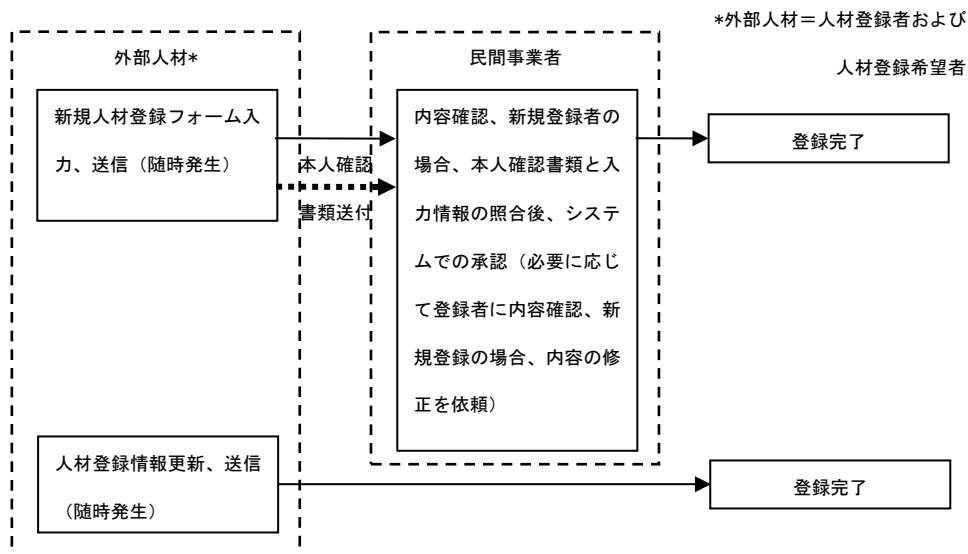 *外部人材＝人材登録者および
人材登録希望者
外部人材*
新規人材登録フォーム入
力、送信（随時発生）
本人確認
書類送付
民間事業者
内容確認、新規登録者の
場合、本人確認書類と入
力情報の照合後、システ
ムでの承認（必要に応じ
て登録者に内容確認、新
規登録の場合、内容の修
正を依頼）
登録完了
人材登録情報更新、送信
（随時発生）
登録完了